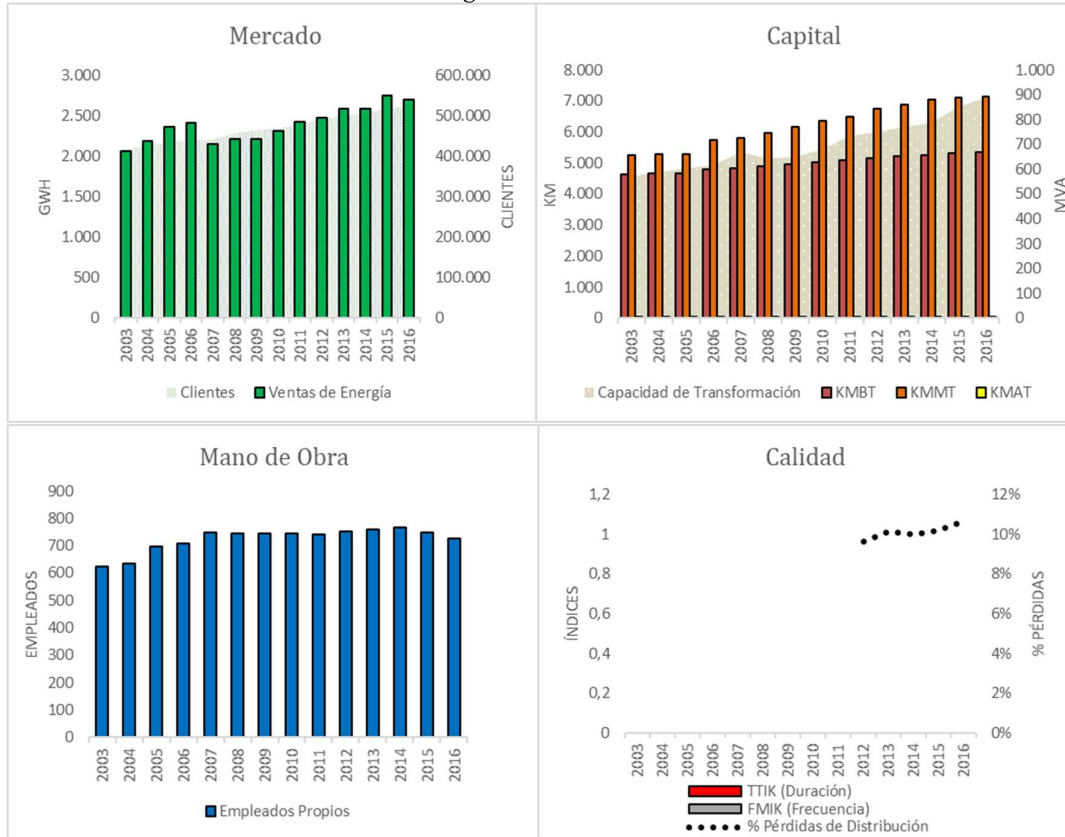 g
Mercado
3.000
2.500
2.000
1.500
1.000
500
0
GWH
600.000
500.000
400.000
300.000
200.000
100.000
0
CLIENTES
2003 2004 2005 2006 2007 2008 2009 2010 2011 2012 2013 2014 2015 2016
Clientes Ventas de Energía
Capital
8.000
7.000
6.000
5.000
4.000
3.000
2.000
1.000
0
KM
1.000
900
800
700
600
500
400
300
200
100
0
MVA
2003 2004 2005 2006 2007 2008 2009 2010 2011 2012 2013 2014 2015 2016
Capacidad de Transformación KMBT KMMT KMAT
Mano de Obra
900
800
700
600
500
400
300
200
100
0
EMPLEADOS
2003 2004 2005 2006 2007 2008 2009 2010 2011 2012 2013 2014 2015 2016
Empleados Propios
Calidad
1,2
1
0,8
0,6
0,4
0,2
0
ÍNDICES
12%
10%
8%
6%
4%
2%
0%
% PÉRDIDAS
2003 2004 2005 2006 2007 2008 2009 2010 2011 2012 2013 2014 2015 2016
TTIK (Duración)
FMIK (Frecuencia)
% Pérdidas de Distribución